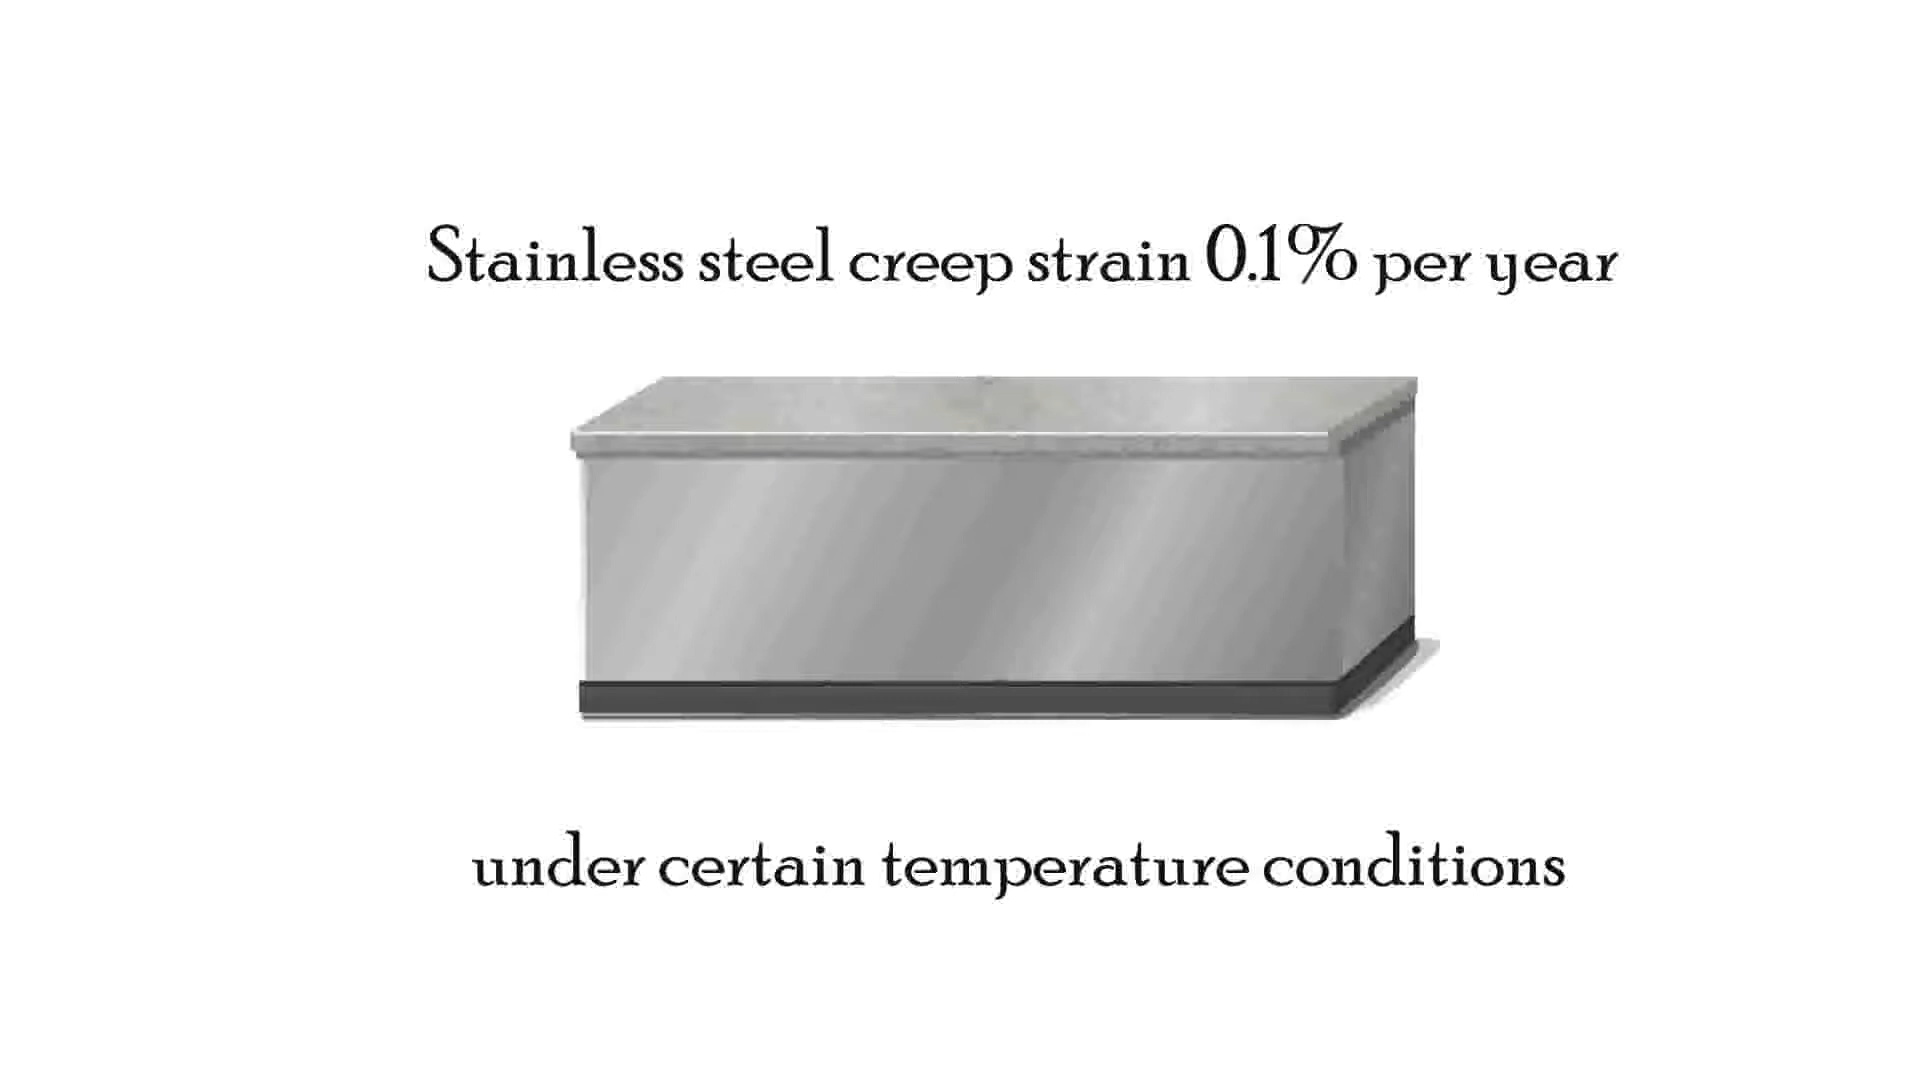 Stainless steel creep strain 0.1% per year
under certain temperature conditions